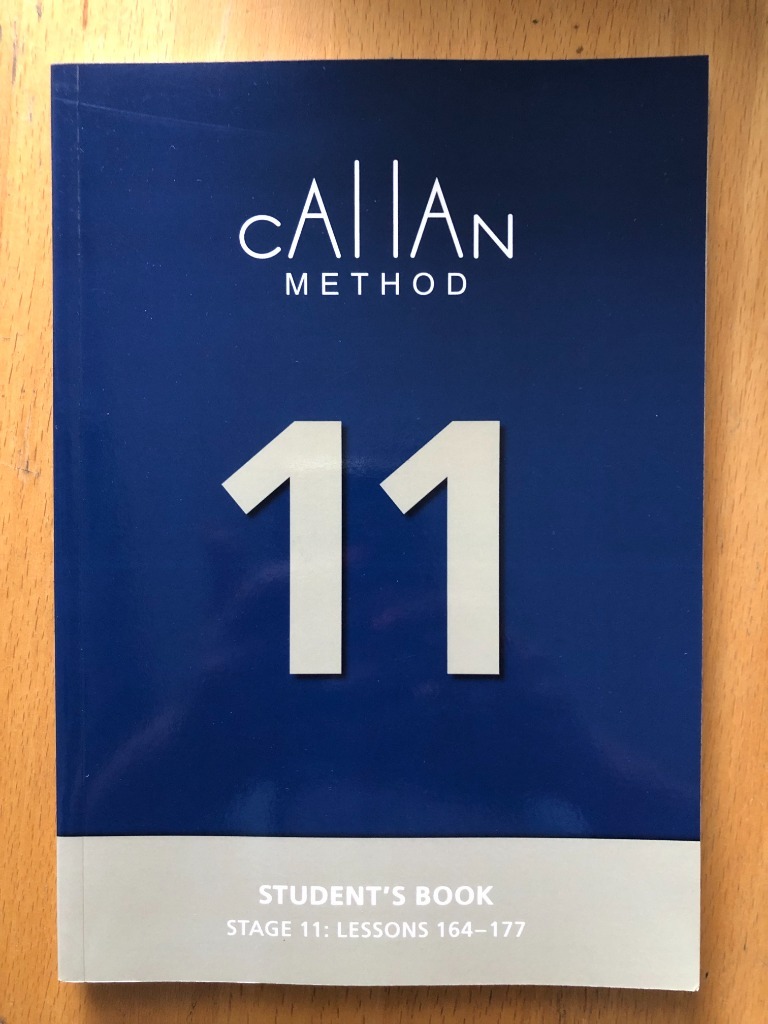 CALLAN
METHOD
11
STUDENT'S BOOK
STAGE 11: LESSONS 164–177